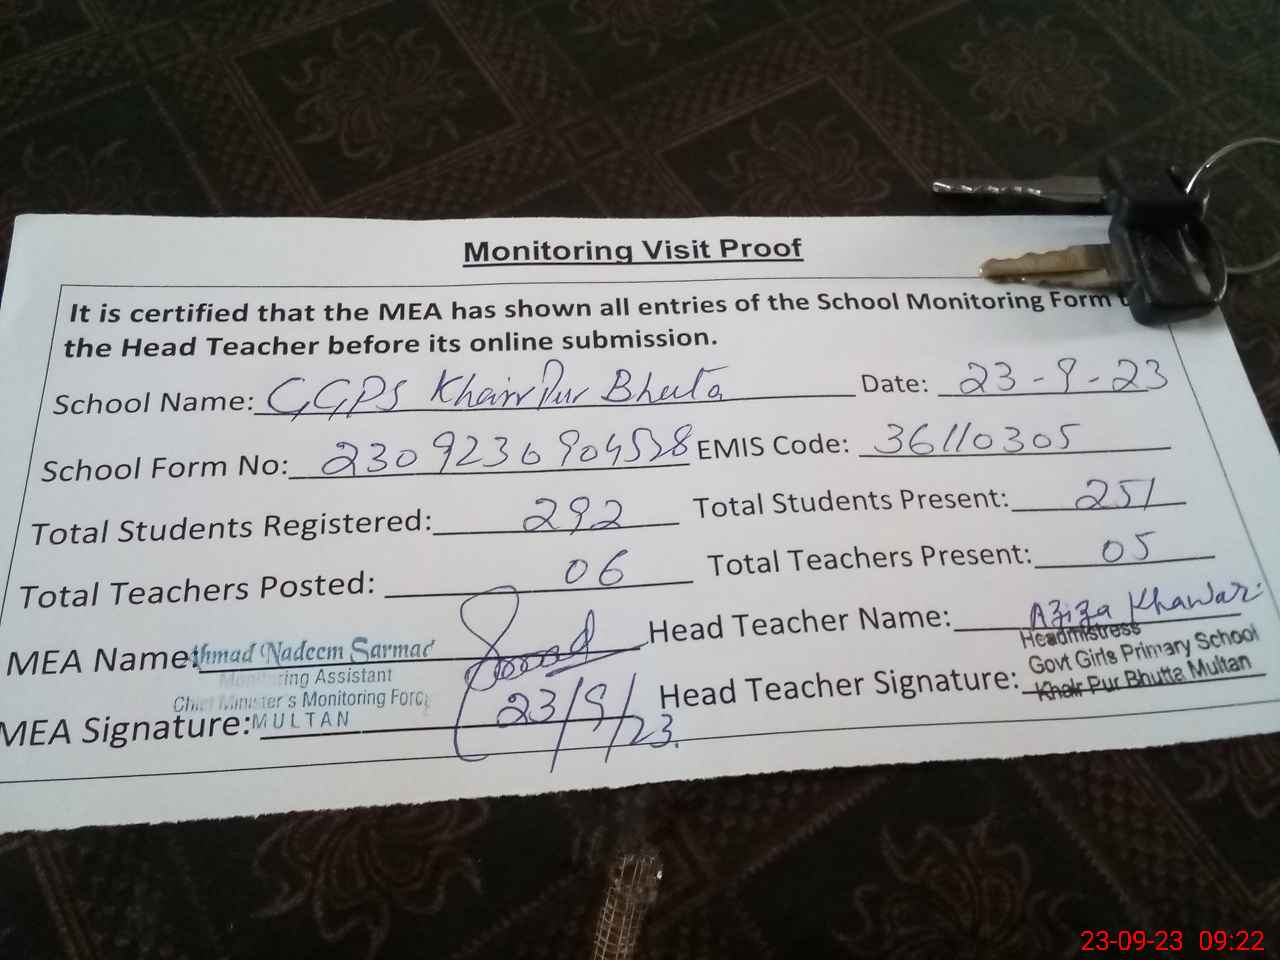 Monitoring Visit Proof
It is certified that the MEA has shown all entries of the School Monitoring Form
the Head Teacher before its online submission.
School Name: GGPS KhairPur Bhuta Date: 23-9-23
School Form No: 2309236904528 EMIS Code: 36110305
Total Students Registered: 292 Total Students Present: 251
Total Teachers Posted: 06 Total Teachers Present: 05
MEA Name: Ahmad Nadeem Sarmad Head Teacher Name: Aziza Khawar
Monitoring Assistant Headmistress
Chief Minister's Monitoring Force Govt Girls Primary School
MEA Signature: MULTAN 23/9/23. Head Teacher Signature: Khair Pur Bhutta Multan
23-09-23 09:22